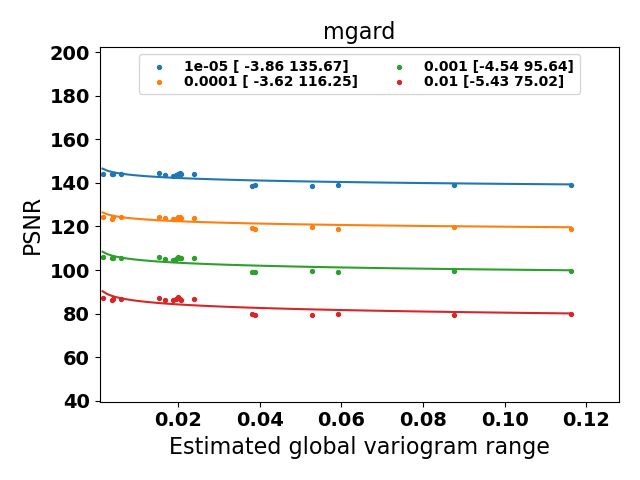 mgard
1e-05 [ -3.86 135.67]
0.0001 [ -3.62 116.25]
0.001 [-4.54 95.64]
0.01 [-5.43 75.02]
200
180
160
140
120
100
80
60
40
PSNR
0.02 0.04 0.06 0.08 0.10 0.12
Estimated global variogram range